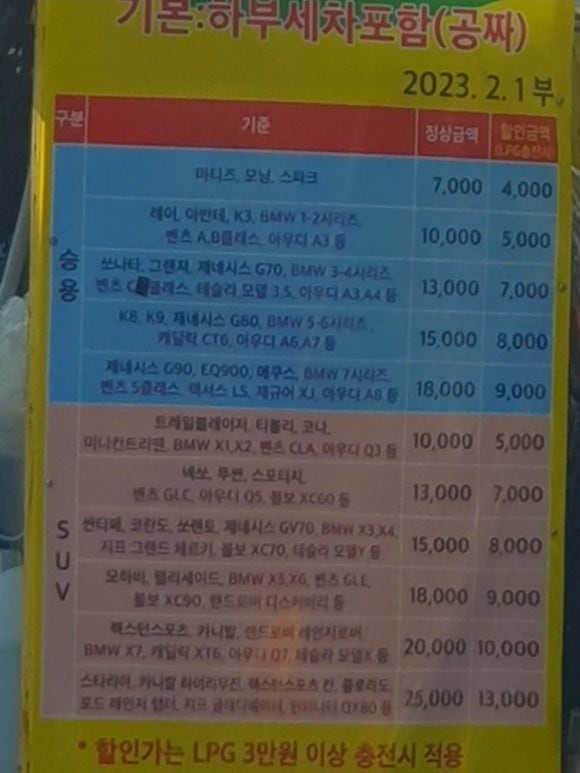 기본:하부세차포함(공짜)
2023. 2. 1 부
구분 기준 정상금액 할인금액
(LPG충전시)
승용
마티즈, 모닝, 스파크 7,000 4,000
레이, 아반테, K3, BMW 1-2시리즈,
벤츠 A,B클래스, 아우디 A3 등 10,000 5,000
쏘나타, 그랜저, 제네시스 G70, BMW 3-4시리즈,
벤츠 C 클래스, 테슬라 모델 3,S, 아우디 A3,A4 등 13,000 7,000
K8, K9, 제네시스 G80, BMW 5-6시리즈,
캐딜락 CT6, 아우디 A6,A7 등 15,000 8,000
제네시스 G90, EQ900, 에쿠스, BMW 7시리즈,
벤츠 S클래스, 렉서스 LS, 재규어 XJ, 아우디 A8 등 18,000 9,000
SUV
트레일블레이저, 티볼리, 코나,
미니컨트리맨, BMW X1,X2, 벤츠 CLA, 아우디 Q3 등 10,000 5,000
넥쏘, 투싼, 스포티지,
벤츠 GLC, 아우디 Q5, 볼보 XC60 등 13,000 7,000
싼타페, 코란도, 쏘렌토, 제네시스 GV70, BMW X3,X4,
지프 그랜드 체로키, 볼보 XC70, 테슬라 모델Y 등 15,000 8,000
모하비, 팰리세이드, BMW X5,X6, 벤츠 GLE,
볼보 XC90, 랜드로버 디스커버리 등 18,000 9,000
렉스턴스포츠, 카니발, 랜드로버 레인지로버,
BMW X7, 캐딜락 XT6, 아우디 Q7, 테슬라 모델X 등 20,000 10,000
스타리아, 카니발 하이리무진, 렉스턴스포츠 칸, 콜로라도,
포드 레인저 랩터, 지프 글래디에이터, 인피니티 QX80 등 25,000 13,000
* 할인가는 LPG 3만원 이상 충전시 적용